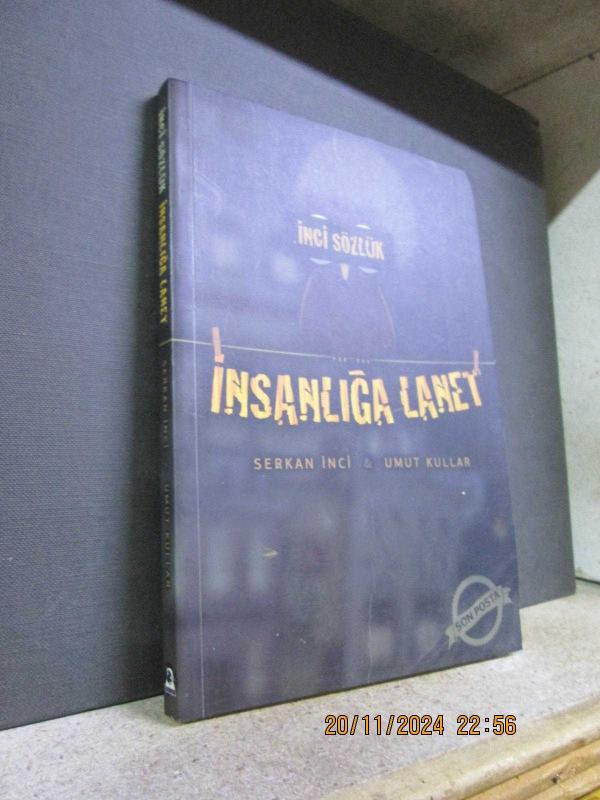 İNCİ SÖZLÜK İNSANLIĞA LANET SERKAN İNCİ UMUT KULLAR
İNCİ SÖZLÜK
İNSANLIĞA LANET
SERKAN İNCİ & UMUT KULLAR
SON POSTA
20/11/2024 22:56